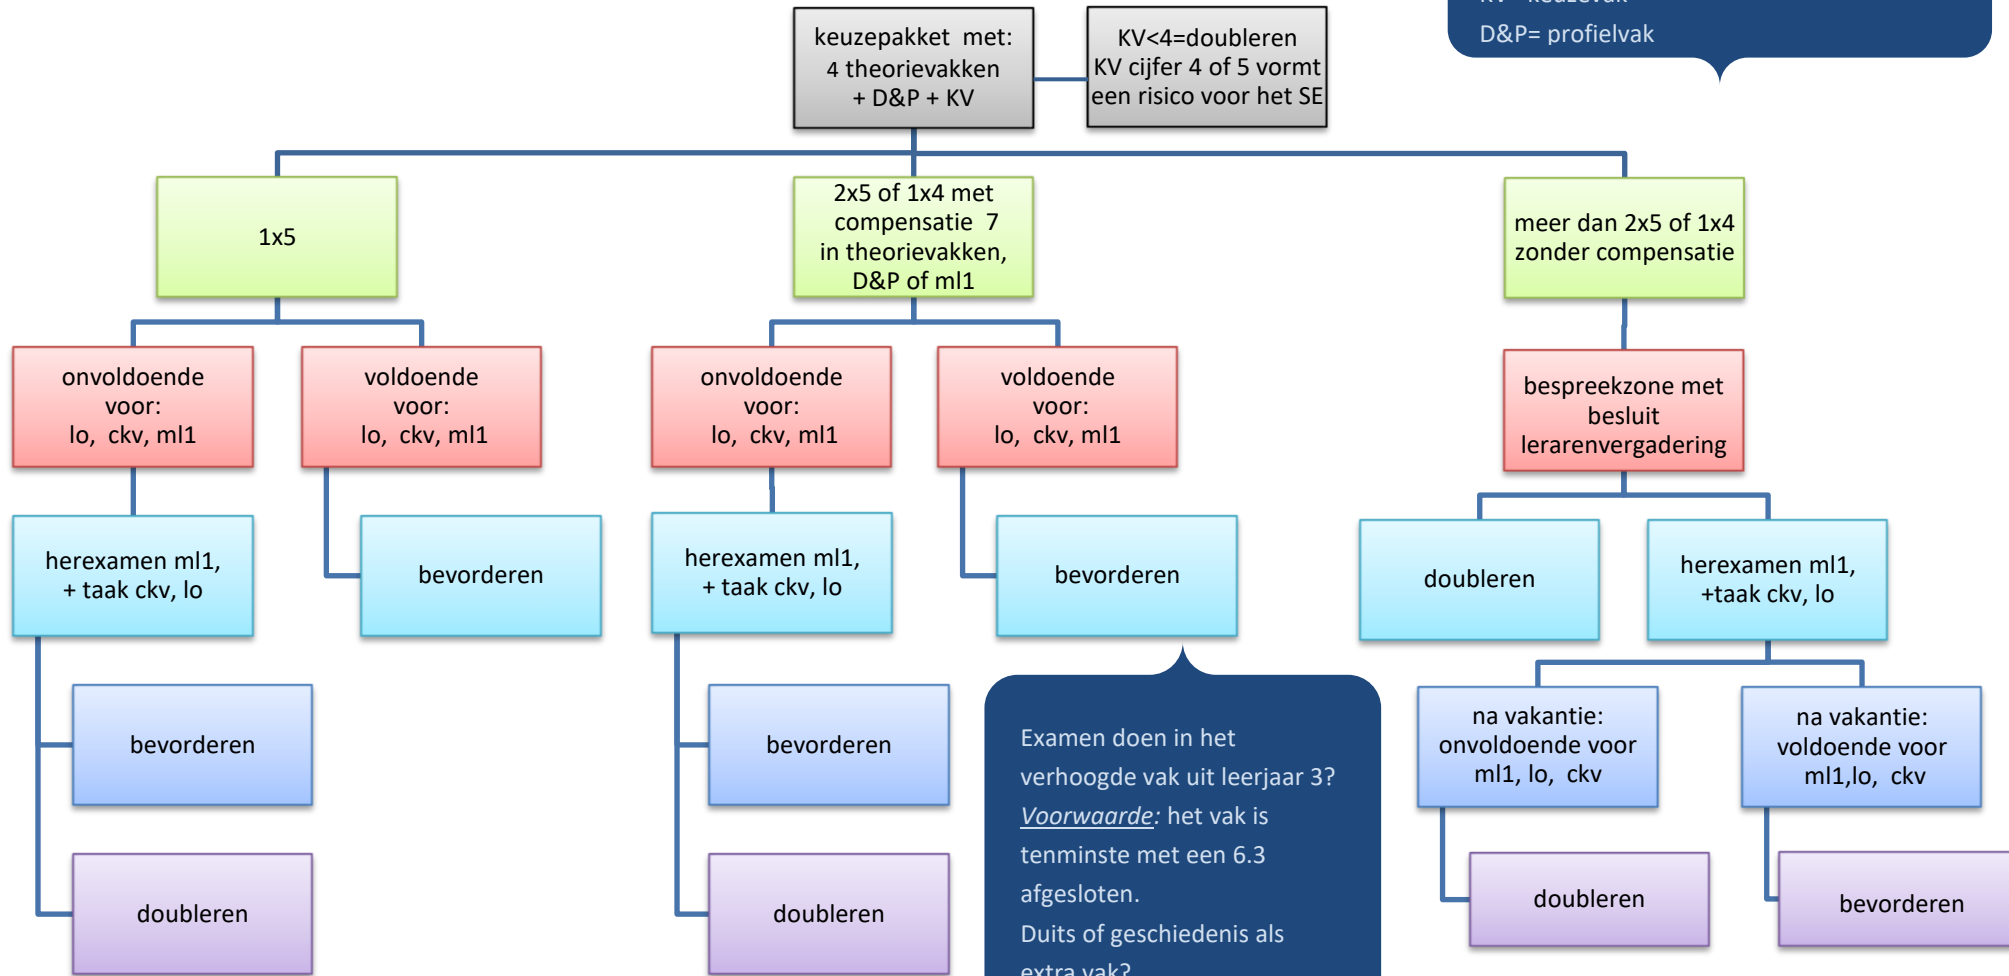 KV= keuzevak
D&P= profielvak
keuzepakket met:
4 theorievakken
+ D&P + KV
KV<4=doubleren
KV cijfer 4 of 5 vormt
een risico voor het SE
1x5
2x5 of 1x4 met
compensatie 7
in theorievakken,
D&P of ml1
meer dan 2x5 of 1x4
zonder compensatie
onvoldoende
voor:
lo, ckv, ml1
voldoende
voor:
lo, ckv, ml1
onvoldoende
voor:
lo, ckv, ml1
voldoende
voor:
lo, ckv, ml1
bespreekzone met
besluit
lerarenvergadering
herexamen ml1,
+ taak ckv, lo
bevorderen
herexamen ml1,
+ taak ckv, lo
bevorderen
doubleren
herexamen ml1,
+taak ckv, lo
bevorderen
bevorderen
Examen doen in het
verhoogde vak uit leerjaar 3?
Voorwaarde: het vak is
tenminste met een 6.3
afgesloten.
Duits of geschiedenis als
extra vak?
na vakantie:
onvoldoende voor
ml1, lo, ckv
na vakantie:
voldoende voor
ml1,lo, ckv
doubleren
doubleren
doubleren
bevorderen